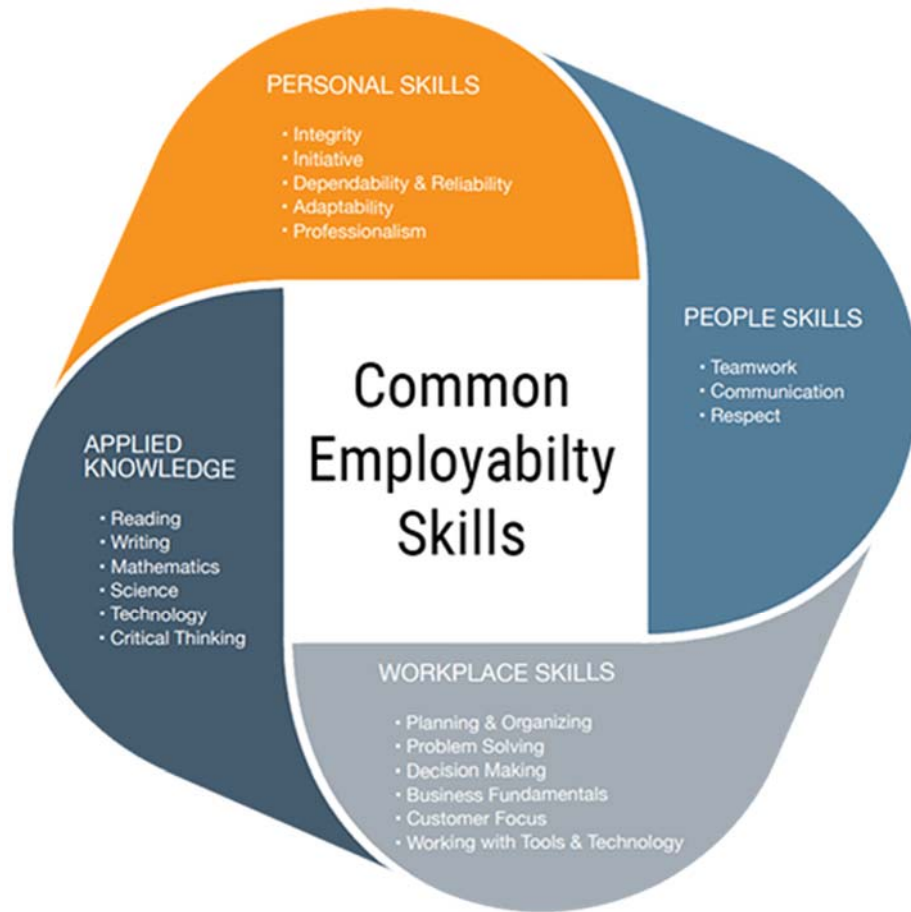 PERSONAL SKILLS
• Integrity
• Initiative
• Dependability & Reliability
• Adaptability
• Professionalism
PEOPLE SKILLS
• Teamwork
• Communication
• Respect
Common
Employabilty
Skills
APPLIED
KNOWLEDGE
• Reading
• Writing
• Mathematics
• Science
• Technology
• Critical Thinking
WORKPLACE SKILLS
• Planning & Organizing
• Problem Solving
• Decision Making
• Business Fundamentals
• Customer Focus
• Working with Tools & Technology